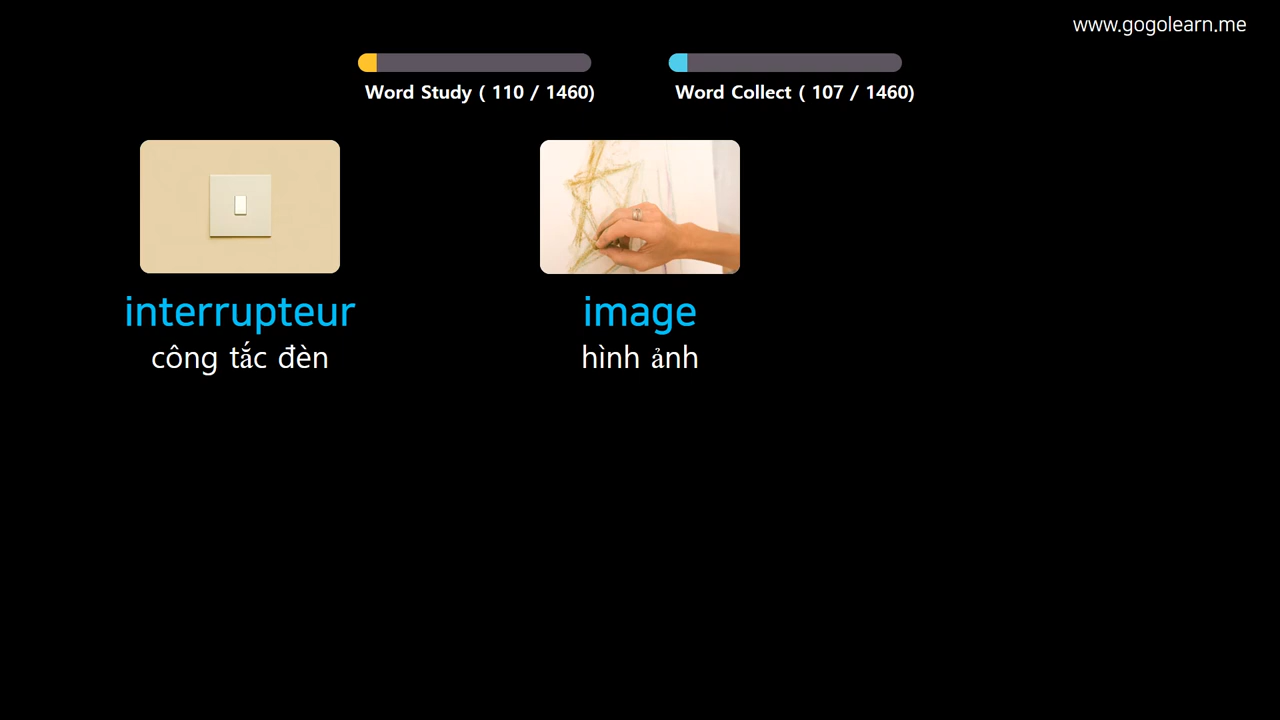 www.gogolearn.me
Word Study ( 110 / 1460)
Word Collect ( 107 / 1460)
interrupteur
công tắc đèn
image
hình ảnh